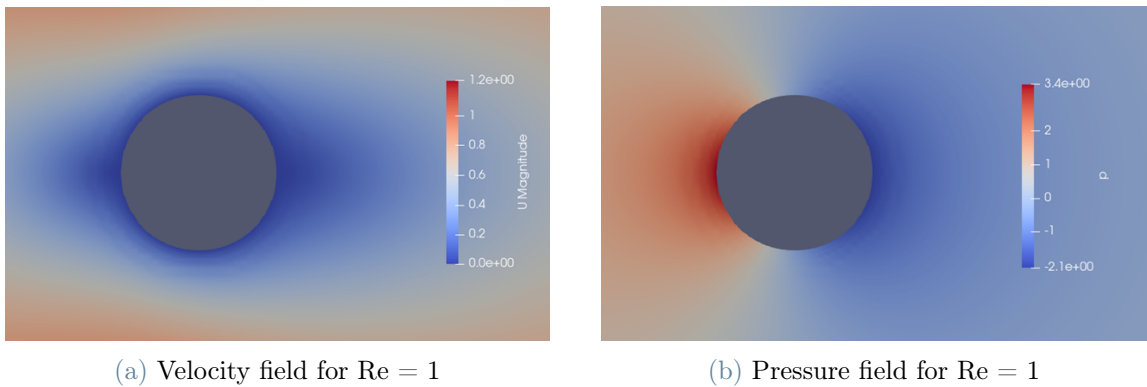 1.2e+00
1
0.8
0.6
0.4
0.2
0.0e+00
U Magnitude
3.4e+00
2
1
0
-1
-2.1e+00
p
(a) Velocity field for Re = 1
(b) Pressure field for Re = 1